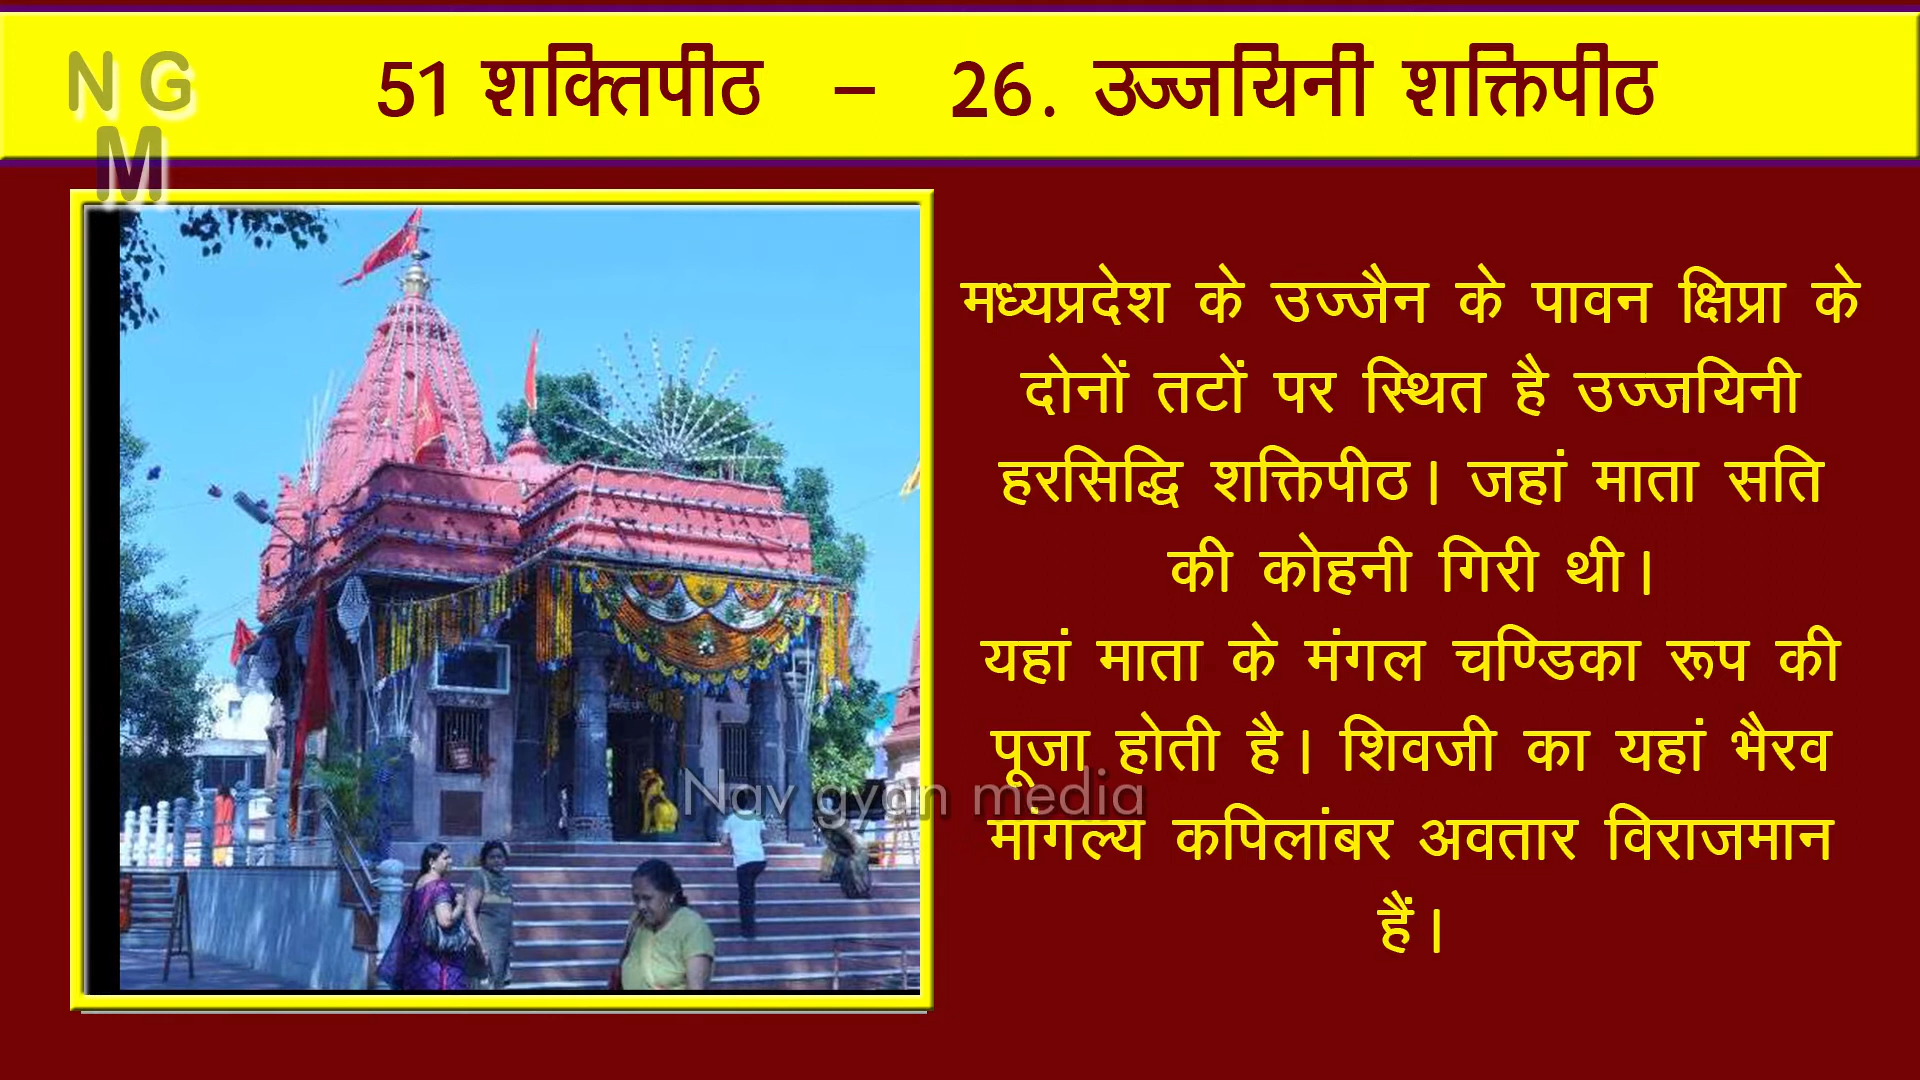 N G
M
51 शक्तिपीठ – 26. उज्जयिनी शक्तिपीठ
मध्यप्रदेश के उज्जैन के पावन क्षिप्रा के
दोनों तटों पर स्थित है उज्जयिनी
हरसिद्धि शक्तिपीठ। जहां माता सति
की कोहनी गिरी थी।
यहां माता के मंगल चण्डिका रूप की
पूजा होती है। शिवजी का यहां भैरव
मांगल्य कपिलांबर अवतार विराजमान
हैं।
Nav gyan media